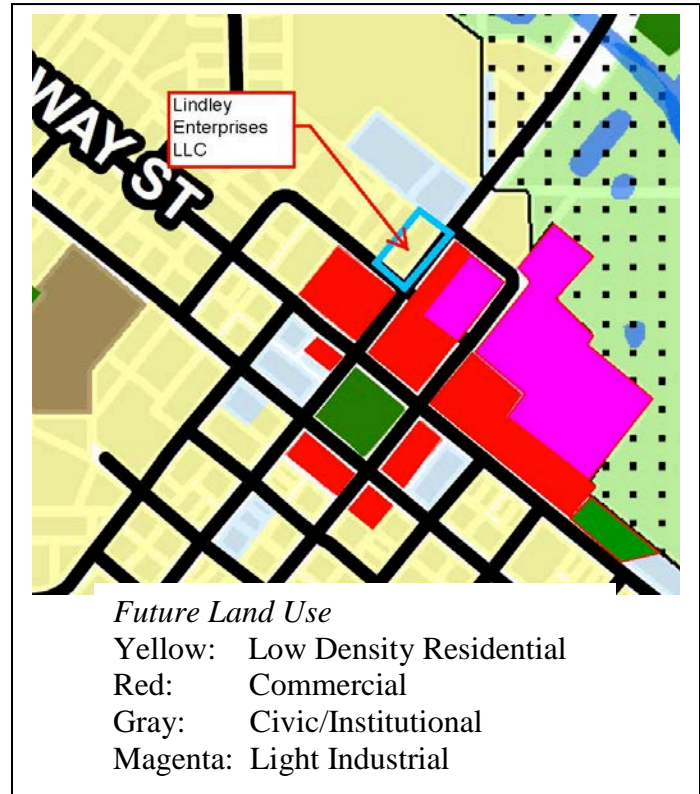 Lindley
Enterprises
LLC
WAY ST
Future Land Use
Yellow: Low Density Residential
Red: Commercial
Gray: Civic/Institutional
Magenta: Light Industrial